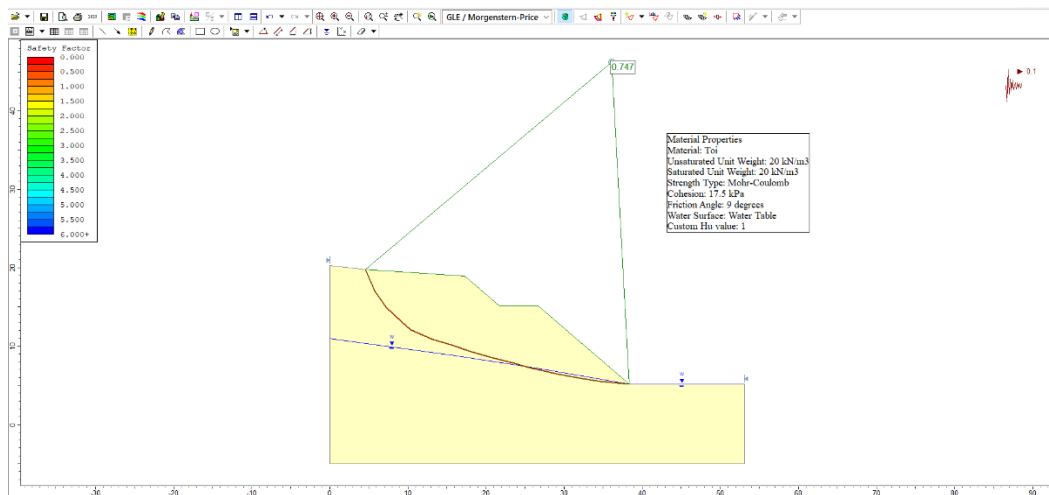 GLE / Morgenstern-Price
Safety Factor
0.000
0.500
1.000
1.500
2.000
2.500
3.000
3.500
4.000
4.500
5.000
5.500
6.000+
0.747
0.1
Material Properties
Material: Toi
Unsaturated Unit Weight: 20 kN/m3
Saturated Unit Weight: 20 kN/m3
Strength Type: Mohr-Coulomb
Cohesion: 17.5 kPa
Friction Angle: 9 degrees
Water Surface: Water Table
Custom Hu value: 1
W
W
40
30
20
10
0
-30
-20
-10
0
10
20
30
40
50
60
70
80
90